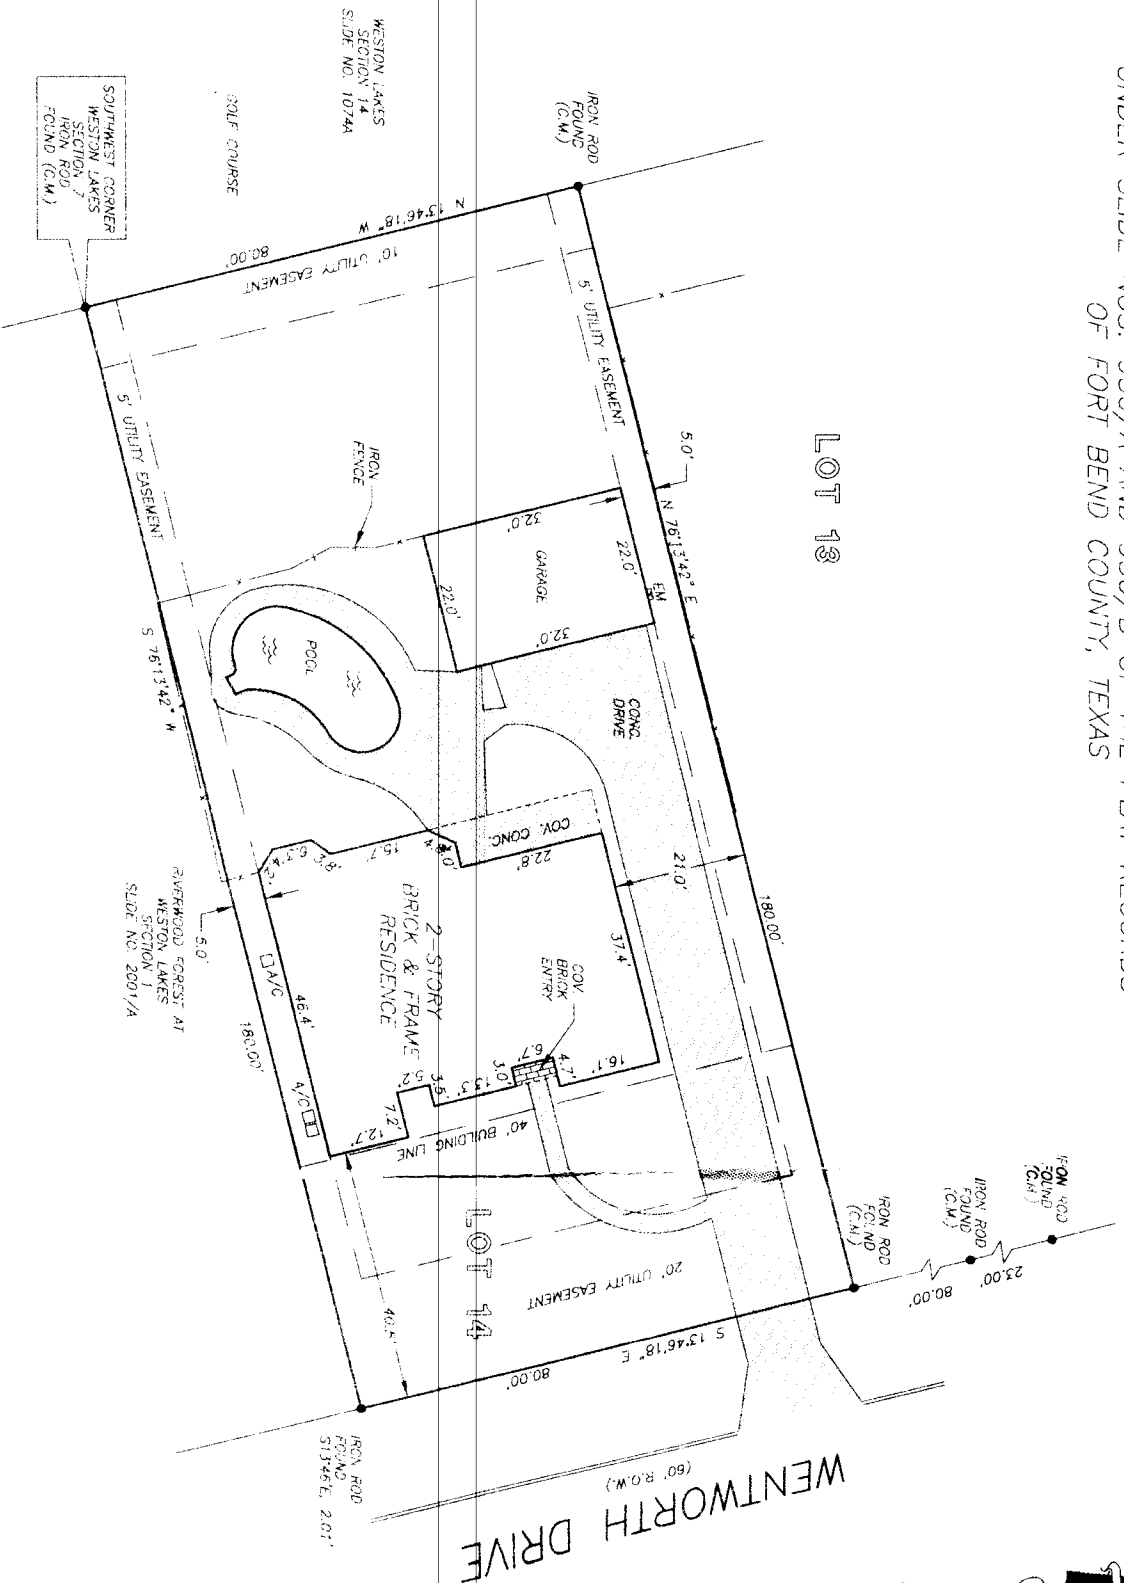 OF FORT BEND COUNTY, TEXAS
LOT 13
WESTON LAKES
SECTION 14
SLIDE NO. 1074A
IRON ROD
FOUND
(C.M.)
GOLF COURSE
SOUTHWEST CORNER
WESTON LAKES
SECTION 7
IRON ROD
FOUND (C.M.)
N 13°46'18" W
80.00'
10' UTILITY EASEMENT
5' UTILITY EASEMENT
5.0'
N 76°13'42" E
180.00'
5' UTILITY EASEMENT
S 76°13'42" W
180.00'
IRON
FENCE
32.0'
22.0'
GARAGE
EM
22.0'
32.0'
POOL
CONC.
DRIVE
COV. CONC.
22.8'
21.0'
37.4'
15.7'
3.8'
6.3'
2-STORY
BRICK & FRAME
RESIDENCE
COV
BRICK
ENTRY
16.1'
4.7'
6.7'
3.0'
13.3'
3.5'
5.2'
7.2'
12.7'
46.4'
A/C
A/C
5.0'
RIVERWOOD FOREST AT
WESTON LAKES
SECTION 1
SLIDE NO. 2001/A
40' BUILDING LINE
LOT 14
20' UTILITY EASEMENT
40.5'
S 13°46'18" E
80.00'
IRON ROD
FOUND
(C.M.)
IRON ROD
FOUND
(C.M.)
IRON ROD
FOUND
(C.M.)
80.00'
23.00'
IRON ROD
FOUND
S13°46'E, 2.01'
(60' R.O.W.)
WENTWORTH DRIVE